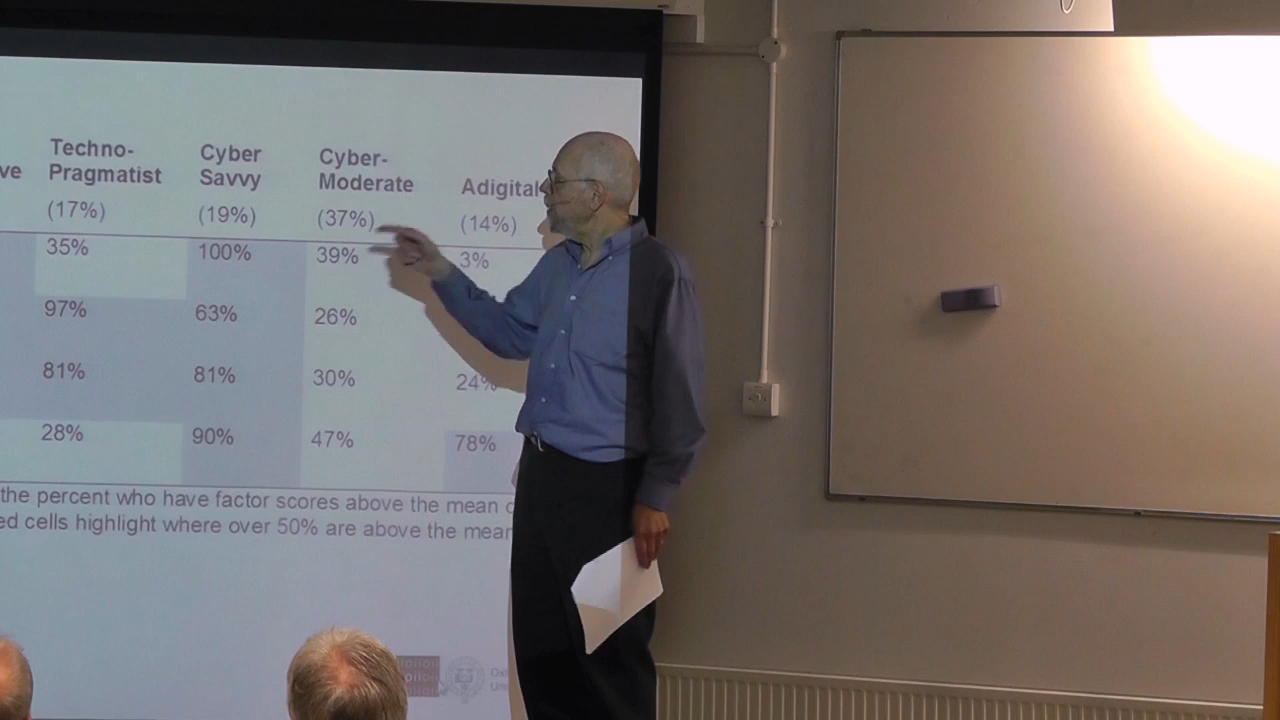 Techno- Cyber Cyber-
ve Pragmatist Savvy Moderate Adigital
(17%) (19%) (37%) (14%)
35% 100% 39% 3%
97% 63% 26%
81% 81% 30% 24%
28% 90% 47% 78%
the percent who have factor scores above the mean
ed cells highlight where over 50% are above the mean